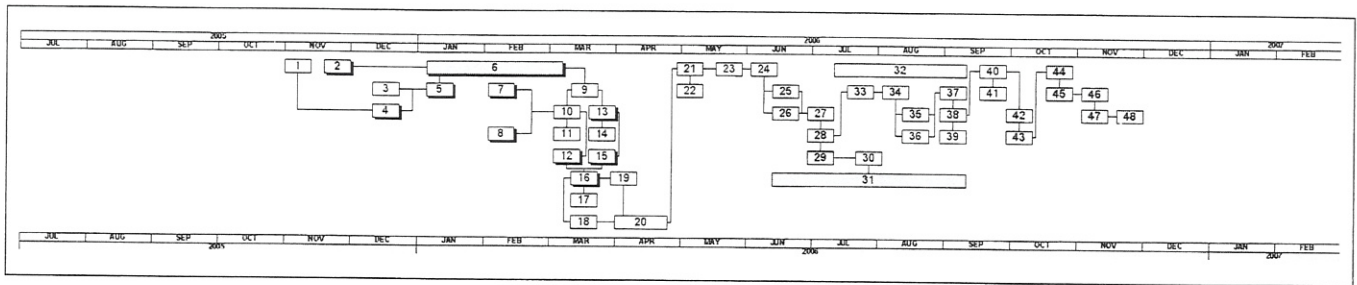 2005 2006 2007
JUL AUG SEP OCT NOV DEC JAN FEB MAR APR MAY JUN JUL AUG SEP OCT NOV DEC JAN FEB
1 2 6 21 23 24 32 40 44
3 5 7 9 22 25 33 34 37 41 45 46
4 10 13 26 27 35 38 42 47 48
8 11 14 28 36 39 43
12 15 29 30
16 19 31
17
18 20
JUL AUG SEP OCT NOV DEC JAN FEB MAR APR MAY JUN JUL AUG SEP OCT NOV DEC JAN FEB
2005 2006 2007